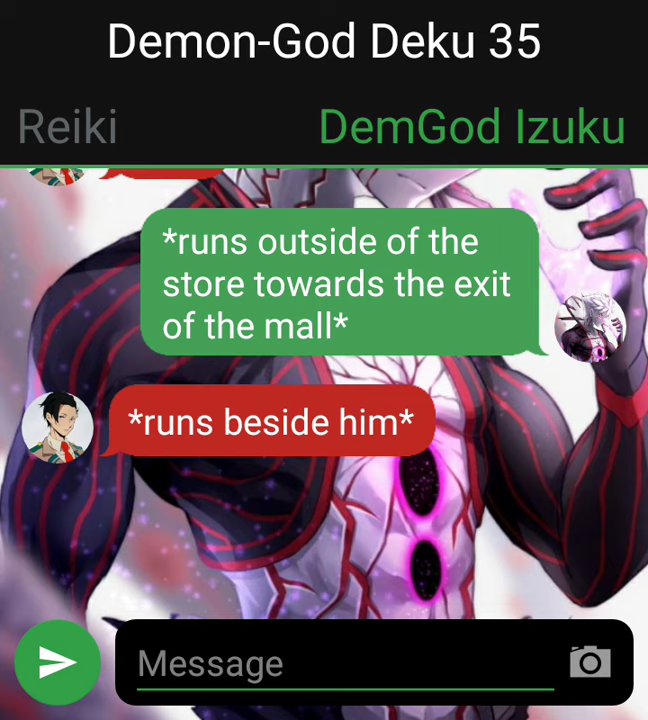 Demon-God Deku 35
Reiki DemGod Izuku
*runs outside of the
store towards the exit
of the mall*
*runs beside him*
Message